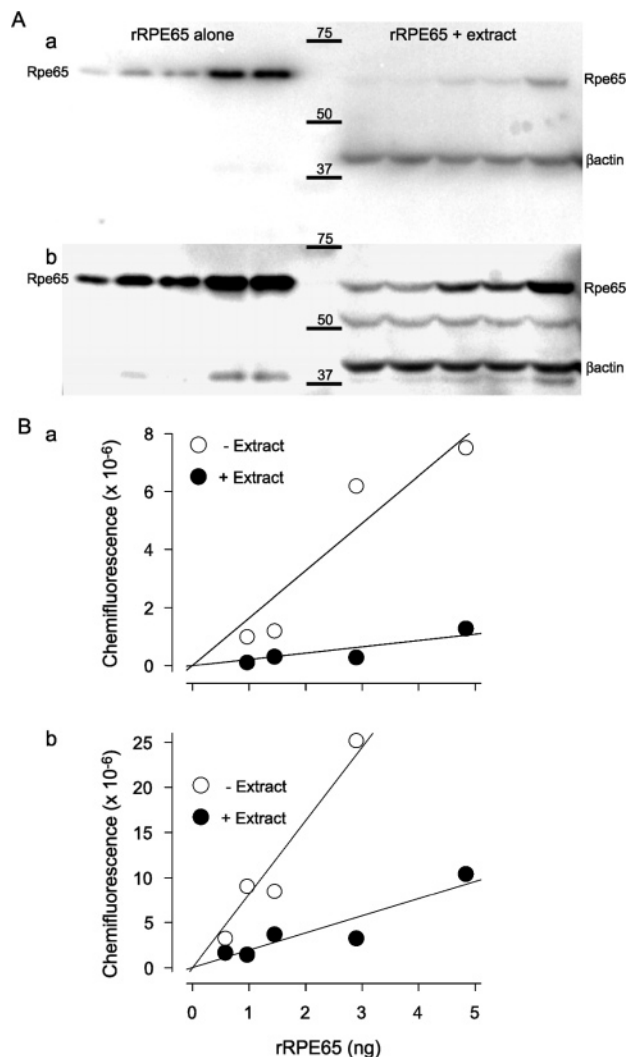 A
a
rRPE65 alone
75
rRPE65 + extract
Rpe65
Rpe65
50
βactin
37
75
b
Rpe65
Rpe65
50
βactin
37
B
a
8
6
4
2
0
Chemifluorescence (x 10-6)
- Extract
+ Extract
b
25
20
15
10
5
0
Chemifluorescence (x 10-6)
- Extract
+ Extract
0 1 2 3 4 5
rRPE65 (ng)